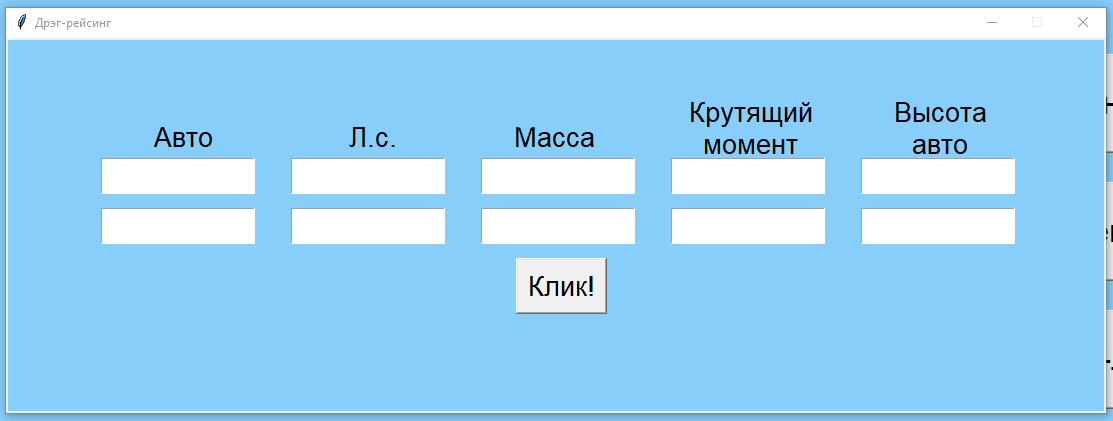 Дрэг-рейсинг
Авто
Л.с.
Масса
Крутящий
момент
Высота
авто
Клик!